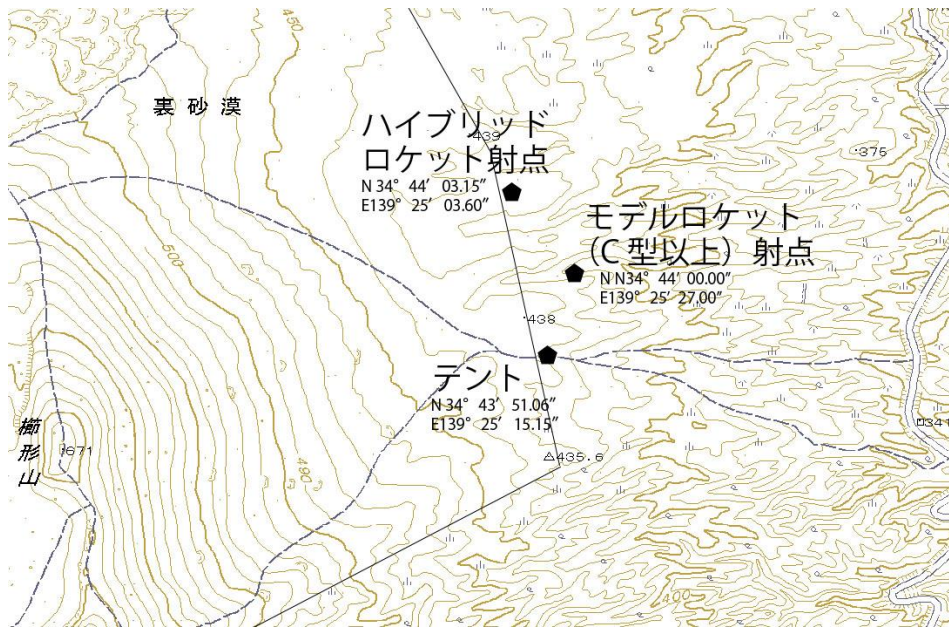 450
裏砂漠
ハイブリッド
ロケット射点
N 34° 44′ 03.15″
E139° 25′ 03.60″
439
375
モデルロケット
（C 型以上）射点
N N34° 44′ 00.00″
E139° 25′ 27.00″
500
438
テント
N 34° 43′ 51.06″
E139° 25′ 15.15″
櫛形山
671
435.6
341
490
400